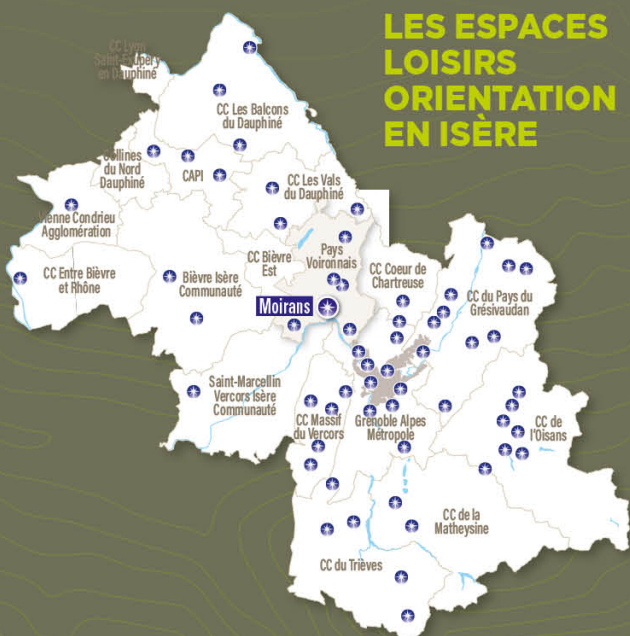 LES ESPACES
LOISIRS
ORIENTATION
EN ISÈRE
CC Lyon
Saint-Exupéry
en Dauphiné
CC Les Balcons
du Dauphiné
Collines
du Nord
Dauphiné
CAPI
CC Les Vals
du Dauphiné
Vienne Condrieu
Agglomération
CC Entre Bièvre
et Rhône
Bièvre Isère
Communauté
CC Bièvre
Est
Pays
Voironnais
CC Coeur de
Chartreuse
CC du Pays du
Grésivaudan
Moirans
Saint-Marcellin
Vercors Isère
Communauté
CC Massif
du Vercors
Grenoble Alpes
Métropole
CC de
l'Oisans
CC de la
Matheysine
CC du Trièves